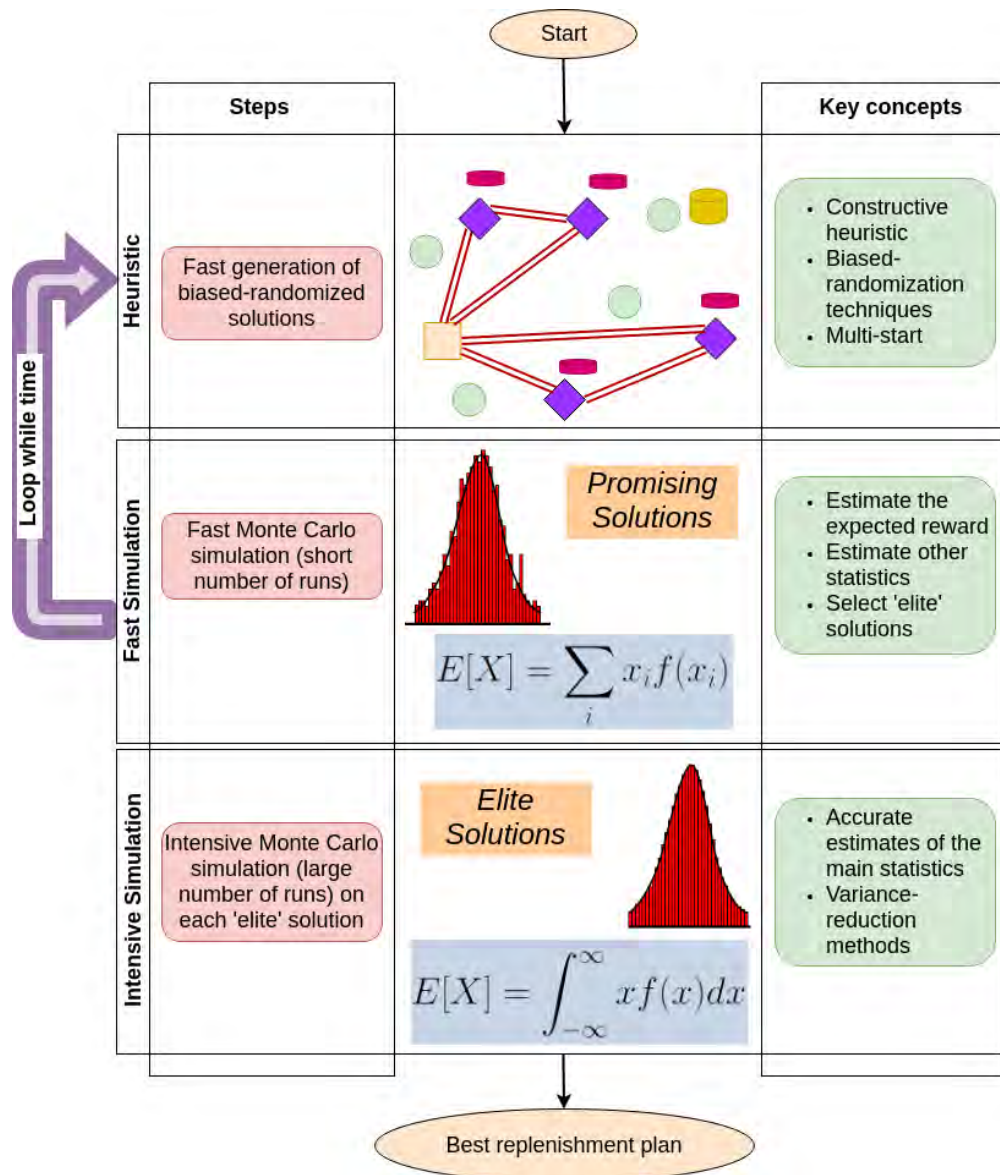 Start
Steps
Key concepts
Loop while time
Heuristic
Fast generation of
biased-randomized
solutions
• Constructive
heuristic
• Biased-
randomization
techniques
• Multi-start
Fast Simulation
Fast Monte Carlo
simulation (short
number of runs)
Promising
Solutions
E[X] = ∑_i x_i f(x_i)
• Estimate the
expected reward
• Estimate other
statistics
• Select 'elite'
solutions
Intensive Simulation
Intensive Monte Carlo
simulation (large
number of runs) on
each 'elite' solution
Elite
Solutions
E[X] = ∫_{-∞}^{∞} xf(x)dx
• Accurate
estimates of the
main statistics
• Variance-
reduction
methods
Best replenishment plan